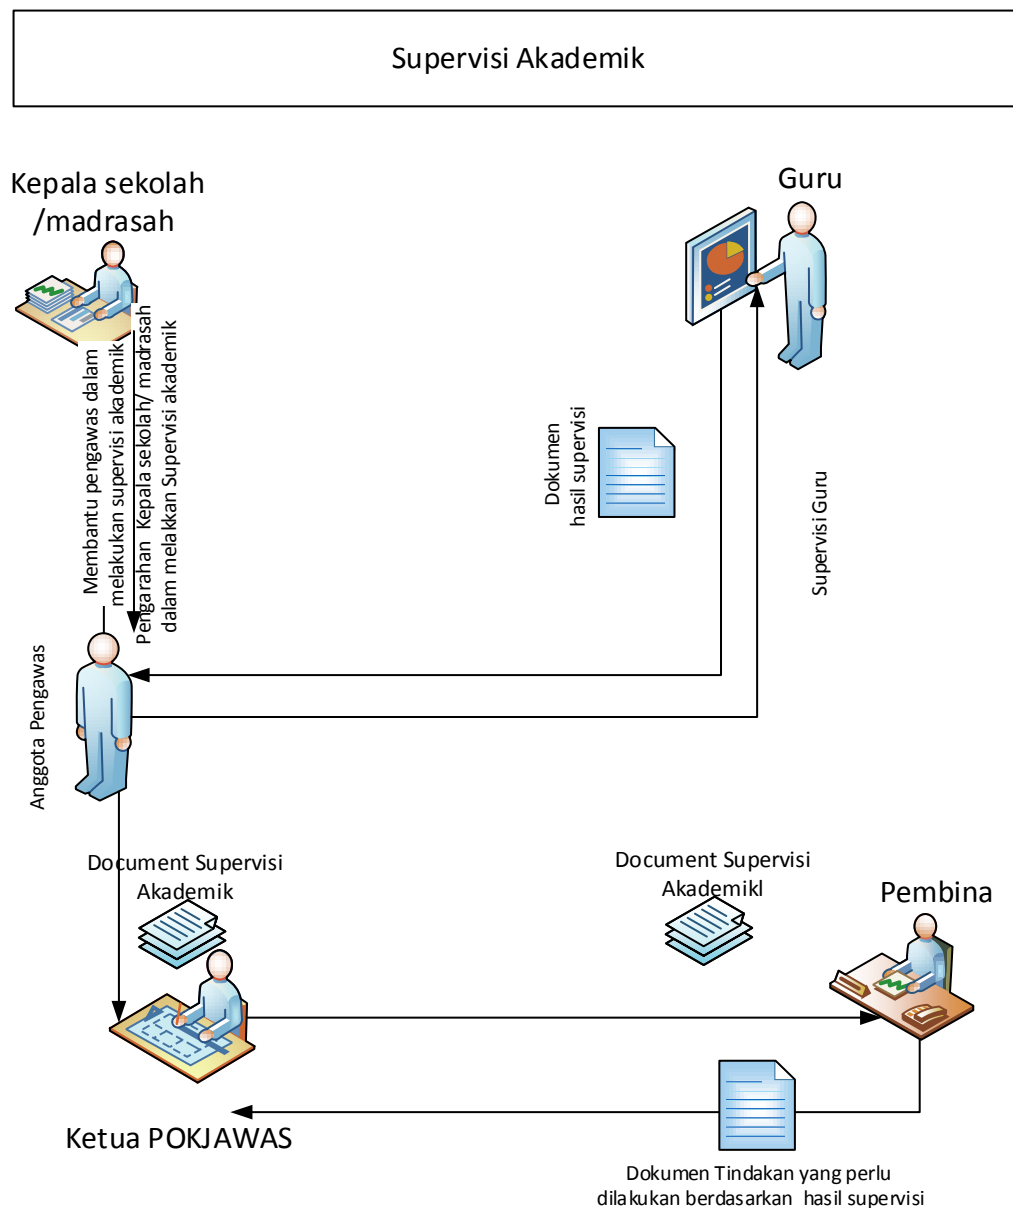 Supervisi Akademik
Kepala sekolah
/madrasah
Guru
Membantu pengawas dalam
melakukan supervisi akademik
Pengarahan Kepala sekolah/ madrasah
dalam melakkan Supervisi akademik
Dokumen
hasil supervisi
Supervisi Guru
Anggota Pengawas
Document Supervisi
Akademik
Document Supervisi
Akademikl
Pembina
Ketua POKJAWAS
Dokumen Tindakan yang perlu
dilakukan berdasarkan hasil supervisi